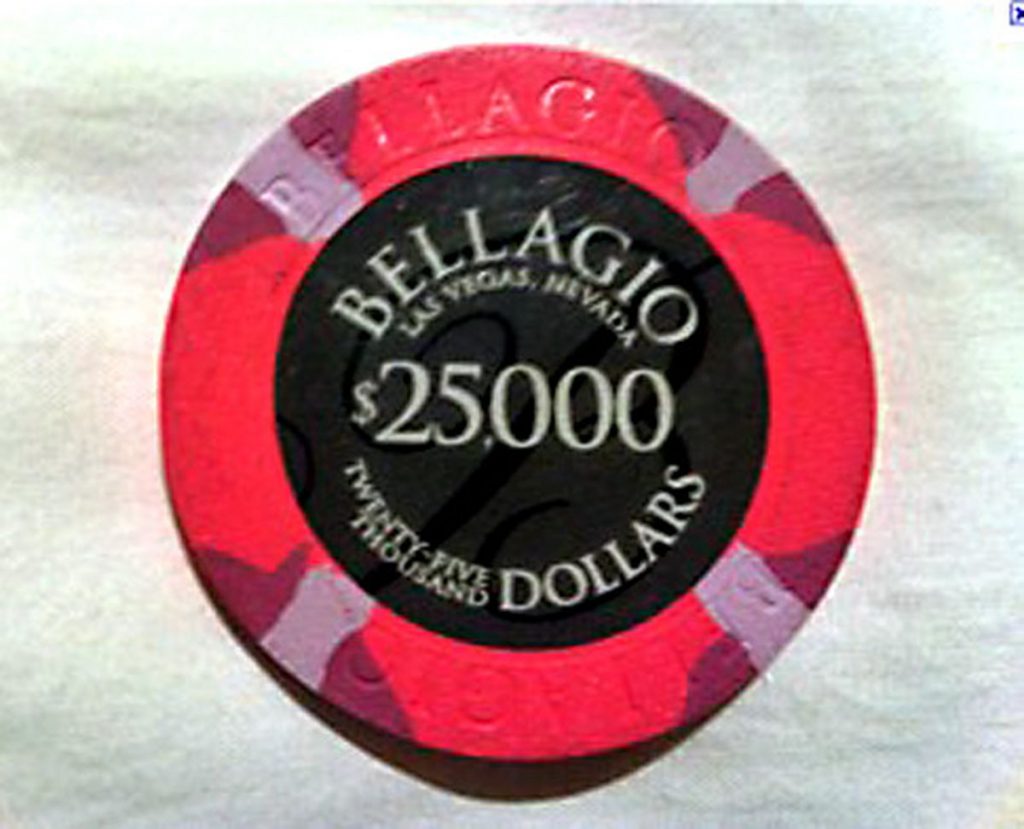 BELLAGIO
BELLAGIO
LAS VEGAS, NEVADA
$25,000
TWENTY-FIVE
THOUSAND
DOLLARS